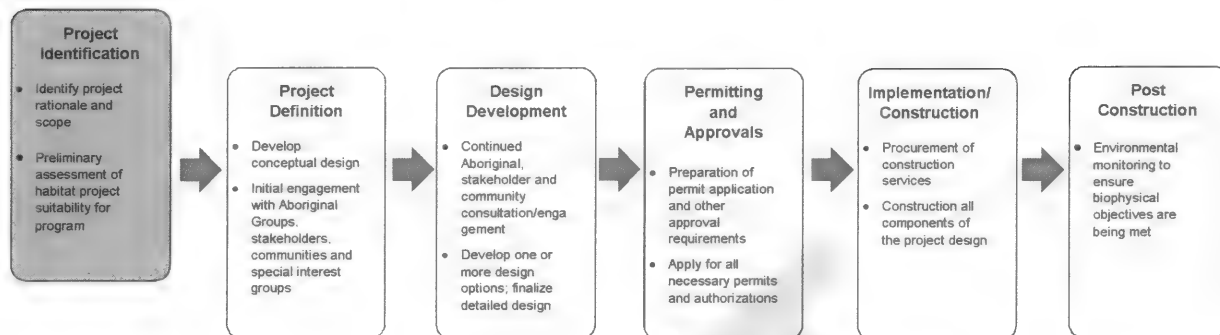 Project
Identification
• Identify project
rationale and
scope
• Preliminary
assessment of
habitat project
suitability for
program
Project
Definition
• Develop
conceptual design
• Initial engagement
with Aboriginal
Groups,
stakeholders,
communities and
special interest
groups
Design
Development
• Continued
Aboriginal,
stakeholder and
community
consultation/enga
gement
• Develop one or
more design
options; finalize
detailed design
Permitting
and
Approvals
• Preparation of
permit application
and other
approval
requirements
• Apply for all
necessary permits
and authorizations
Implementation/
Construction
• Procurement of
construction
services
• Construction all
components of
the project design
Post
Construction
• Environmental
monitoring to
ensure
biophysical
objectives are
being met